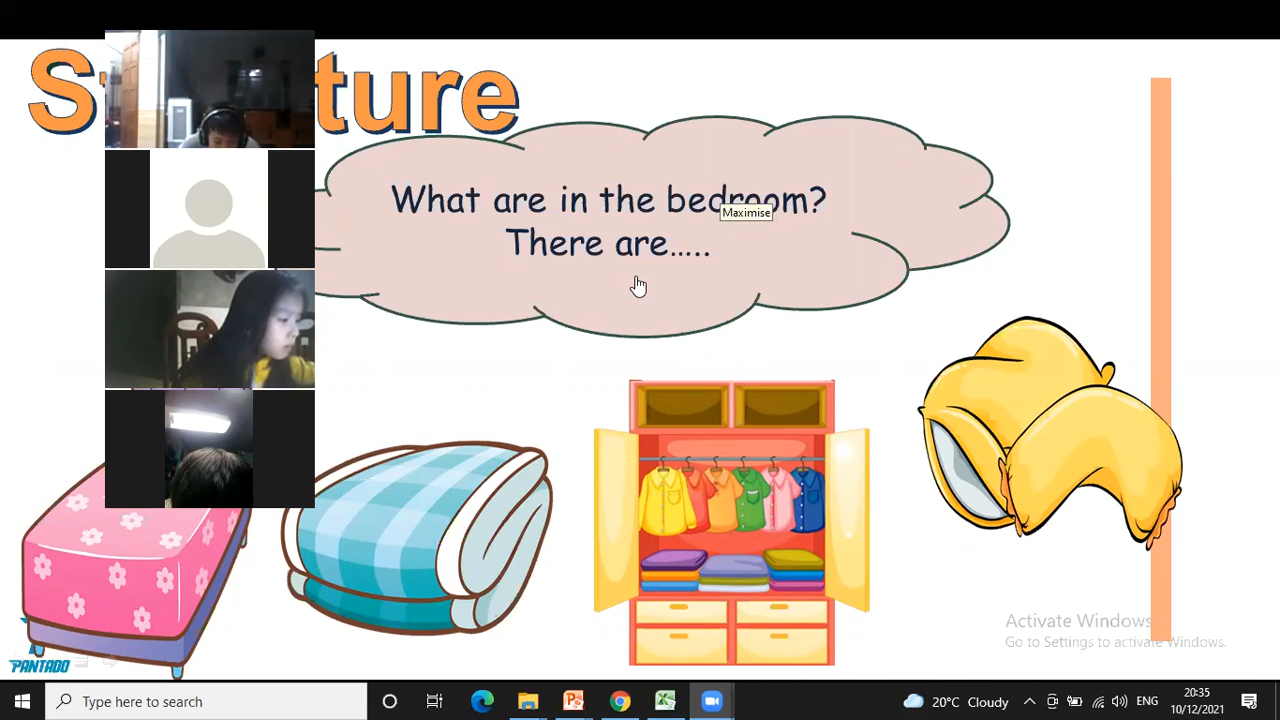 What are in the bedroom?
Maximise
There are.....
Activate Windows
Go to Settings to activate Windows.
PANTADO
Type here to search
20°C Cloudy
ENG
20:35
10/12/2021